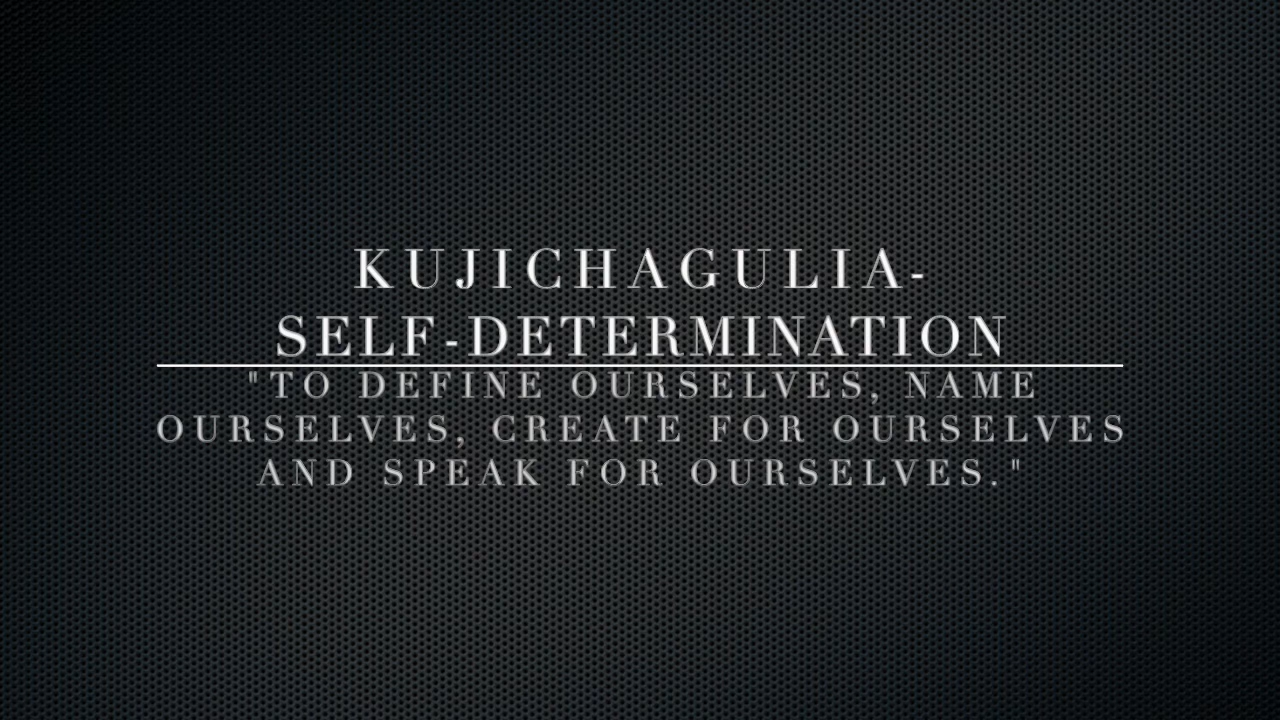 KUJICHAGULIA-
SELF-DETERMINATION
"TO DEFINE OURSELVES, NAME
OURSELVES, CREATE FOR OURSELVES
AND SPEAK FOR OURSELVES."